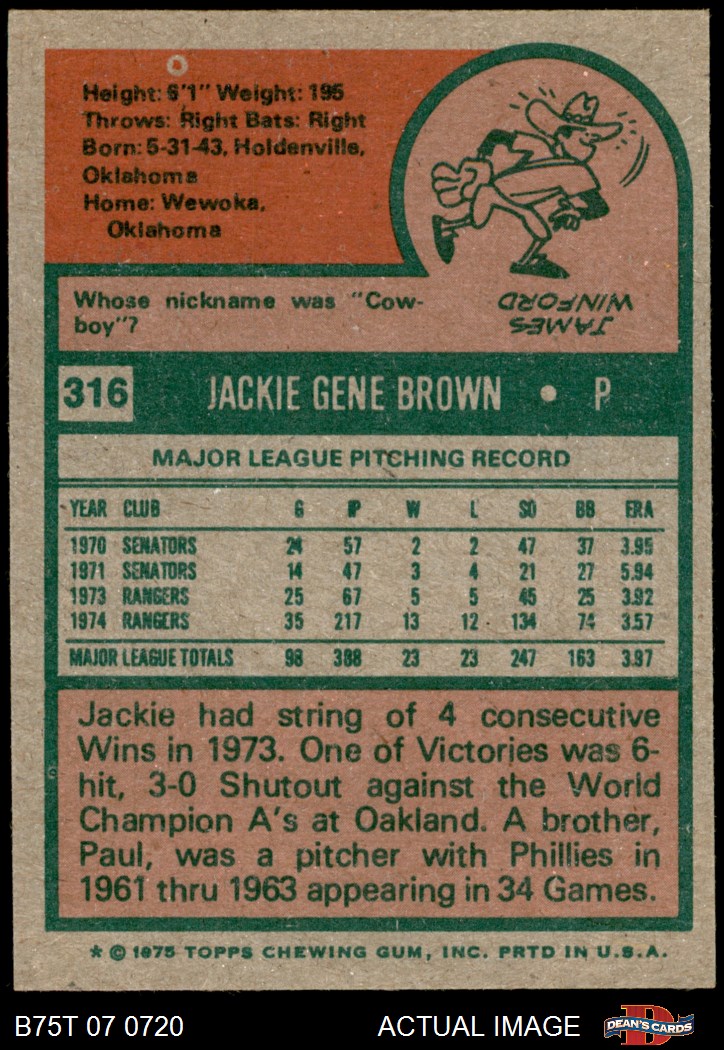 Height: 6'1" Weight: 195
Throws: Right Bats: Right
Born: 5-31-43, Holdenville,
Oklahoma
Home: Wewoka,
Oklahoma
Whose nickname was "Cow-
boy"?
JAMES
WINFORD
316 JACKIE GENE BROWN • P
MAJOR LEAGUE PITCHING RECORD
YEAR CLUB G IP W L SO BB ERA
1970 SENATORS 24 57 2 2 47 37 3.95
1971 SENATORS 14 47 3 4 21 27 5.94
1973 RANGERS 25 67 5 5 45 25 3.92
1974 RANGERS 35 217 13 12 134 74 3.57
MAJOR LEAGUE TOTALS 98 388 23 23 247 163 3.97
Jackie had string of 4 consecutive
Wins in 1973. One of Victories was 6-
hit, 3-0 Shutout against the World
Champion A's at Oakland. A brother,
Paul, was a pitcher with Phillies in
1961 thru 1963 appearing in 34 Games.
* © 1975 TOPPS CHEWING GUM, INC. PRTD IN U.S.A.
B75T 07 0720 ACTUAL IMAGE D DEAN'S CARDS